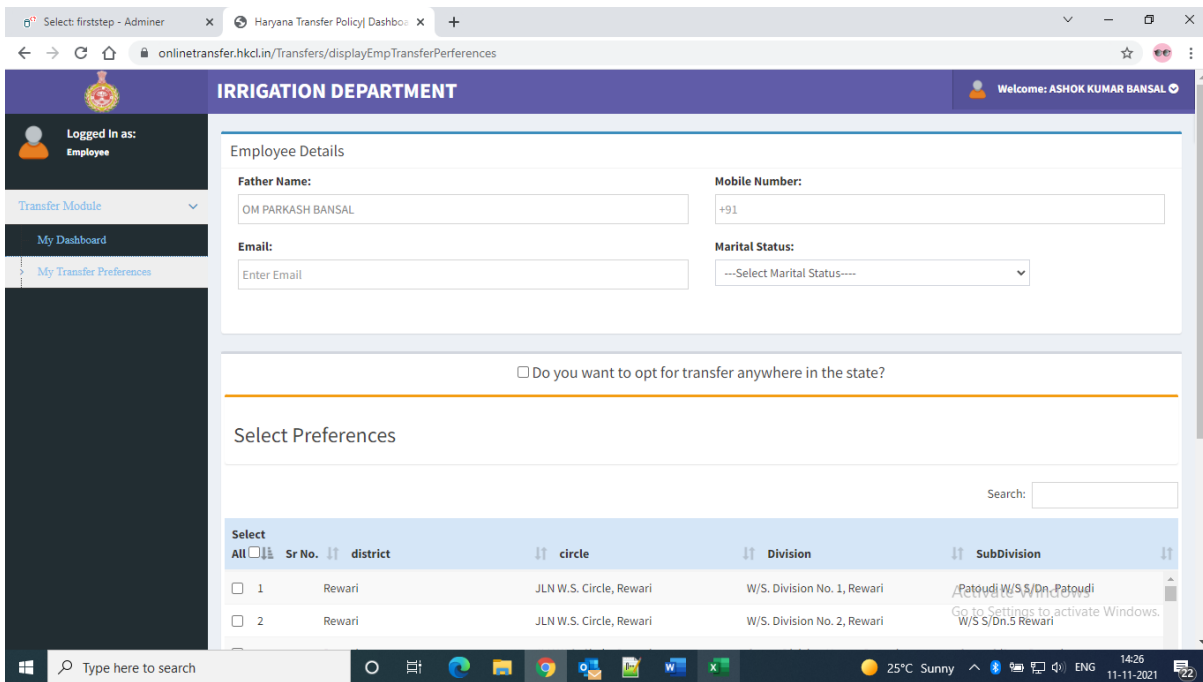 Select: firststep - Adminer
Haryana Transfer Policy| Dashboa
onlinetransfer.hkcl.in/Transfers/displayEmpTransferPerferences
IRRIGATION DEPARTMENT
Welcome: ASHOK KUMAR BANSAL
Logged In as:
Employee
Transfer Module
My Dashboard
My Transfer Preferences
Employee Details
Father Name:
Mobile Number:
OM PARKASH BANSAL
+91
Email:
Marital Status:
Enter Email
---Select Marital Status----
Do you want to opt for transfer anywhere in the state?
Select Preferences
Search:
Select
All Sr No. district circle Division SubDivision
1 Rewari JLN W.S. Circle, Rewari W/S. Division No. 1, Rewari Patoudi W/S S/Dn. Patoudi
Activate Windows
Go to Settings to activate Windows.
2 Rewari JLN W.S. Circle, Rewari W/S. Division No. 2, Rewari W/S S/Dn.5 Rewari
Type here to search
25°C Sunny
ENG
14:26
11-11-2021
22